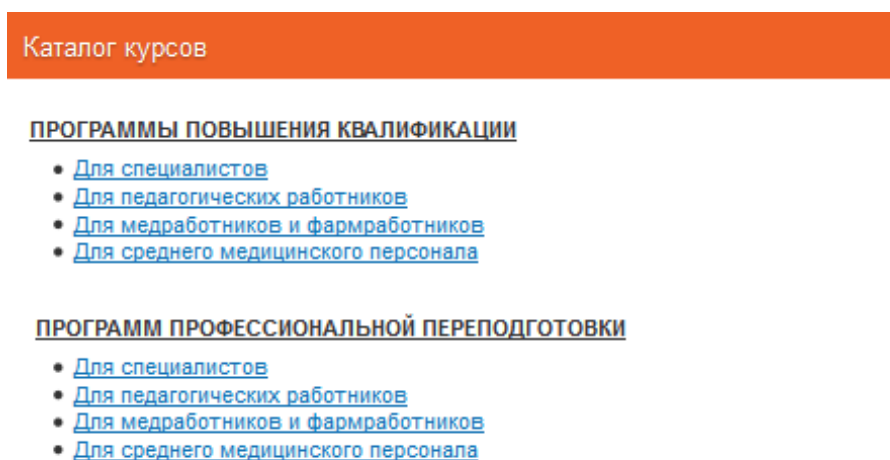 Каталог курсов
ПРОГРАММЫ ПОВЫШЕНИЯ КВАЛИФИКАЦИИ
• Для специалистов
• Для педагогических работников
• Для медработников и фармработников
• Для среднего медицинского персонала
ПРОГРАММ ПРОФЕССИОНАЛЬНОЙ ПЕРЕПОДГОТОВКИ
• Для специалистов
• Для педагогических работников
• Для медработников и фармработников
• Для среднего медицинского персонала